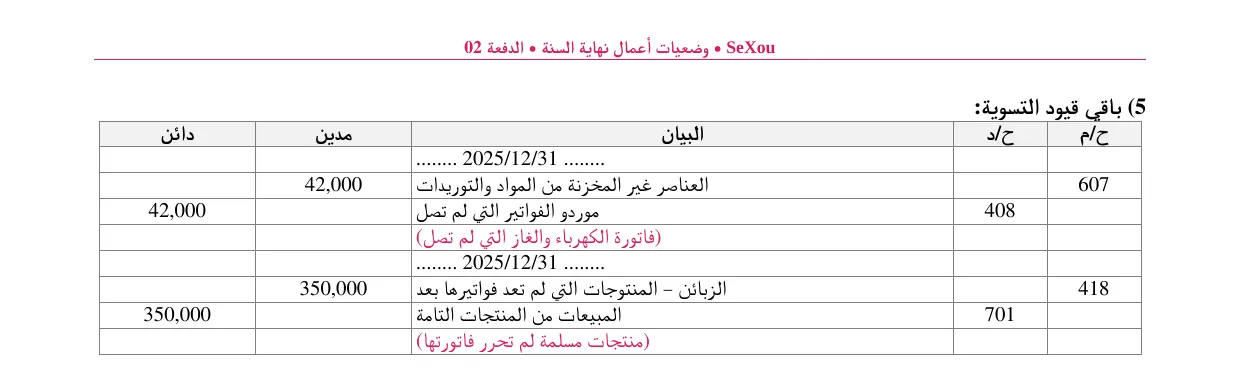 SeXou • وضعيات أعمال نهاية السنة • الدفعة 02
5) باقي قيود التسوية:
ح/م ح/د البيان مدين دائن
........ 2025/12/31 ........
607 العناصر غير المخزنة من المواد والتوريدات 42,000
408 موردو الفواتير التي لم تصل 42,000
(فاتورة الكهرباء والغاز التي لم تصل)
........ 2025/12/31 ........
418 الزبائن – المنتوجات التي لم تعد فواتيرها بعد 350,000
701 المبيعات من المنتجات التامة 350,000
(منتجات مسلمة لم تحرر فاتورتها)